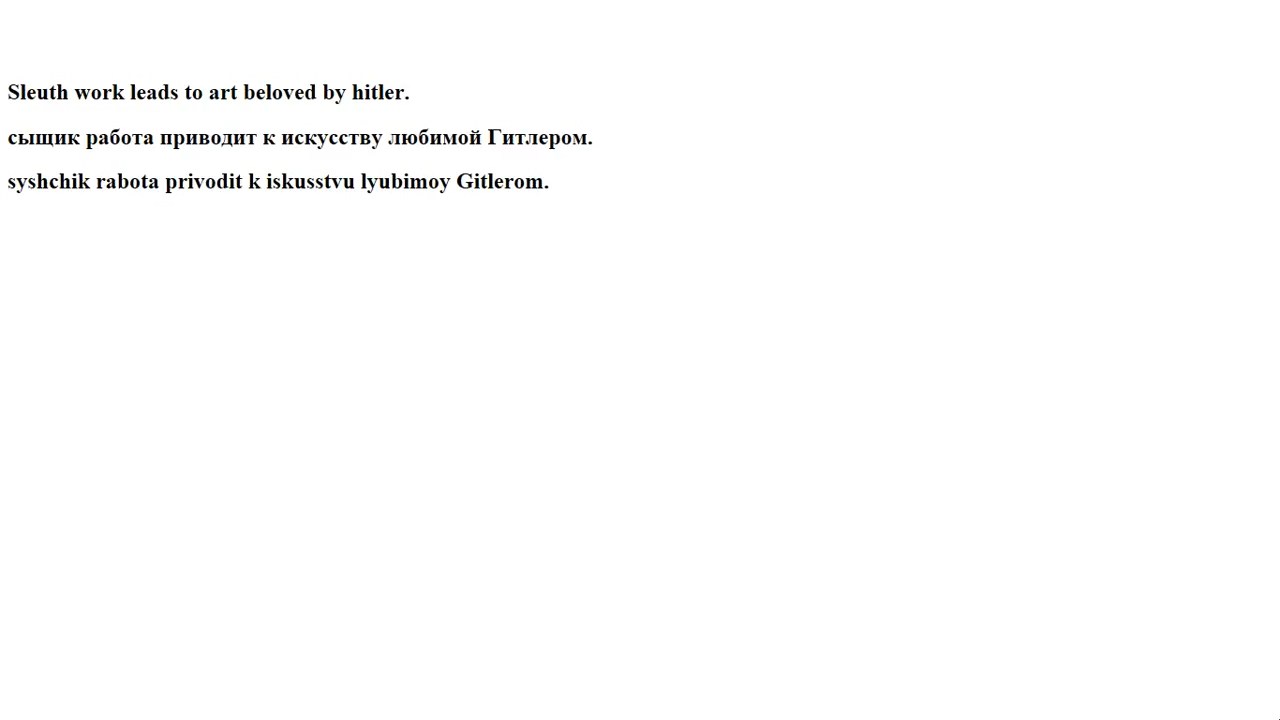 Sleuth work leads to art beloved by hitler.
сыщик работа приводит к искусству любимой Гитлером.
syshchik rabota privodit k iskusstvu lyubimoy Gitlerom.